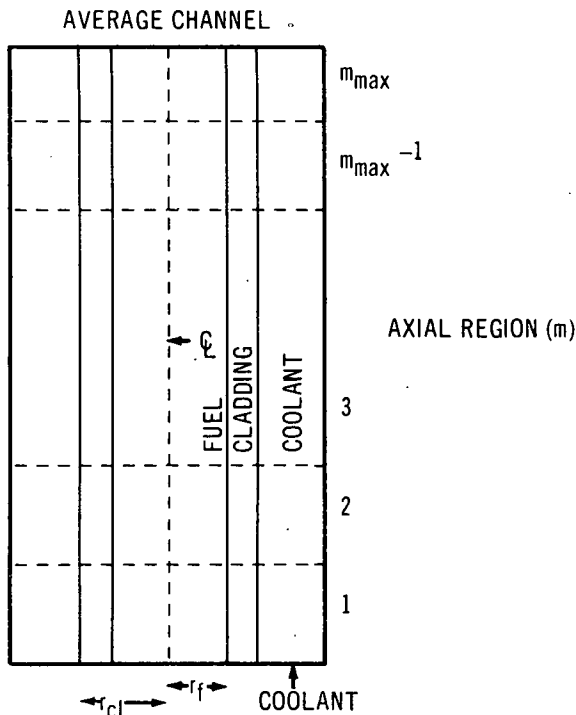 AVERAGE CHANNEL
m_max
m_max -1
AXIAL REGION (m)
℄
FUEL
CLADDING
COOLANT
3
2
1
r_cl
r_f
COOLANT